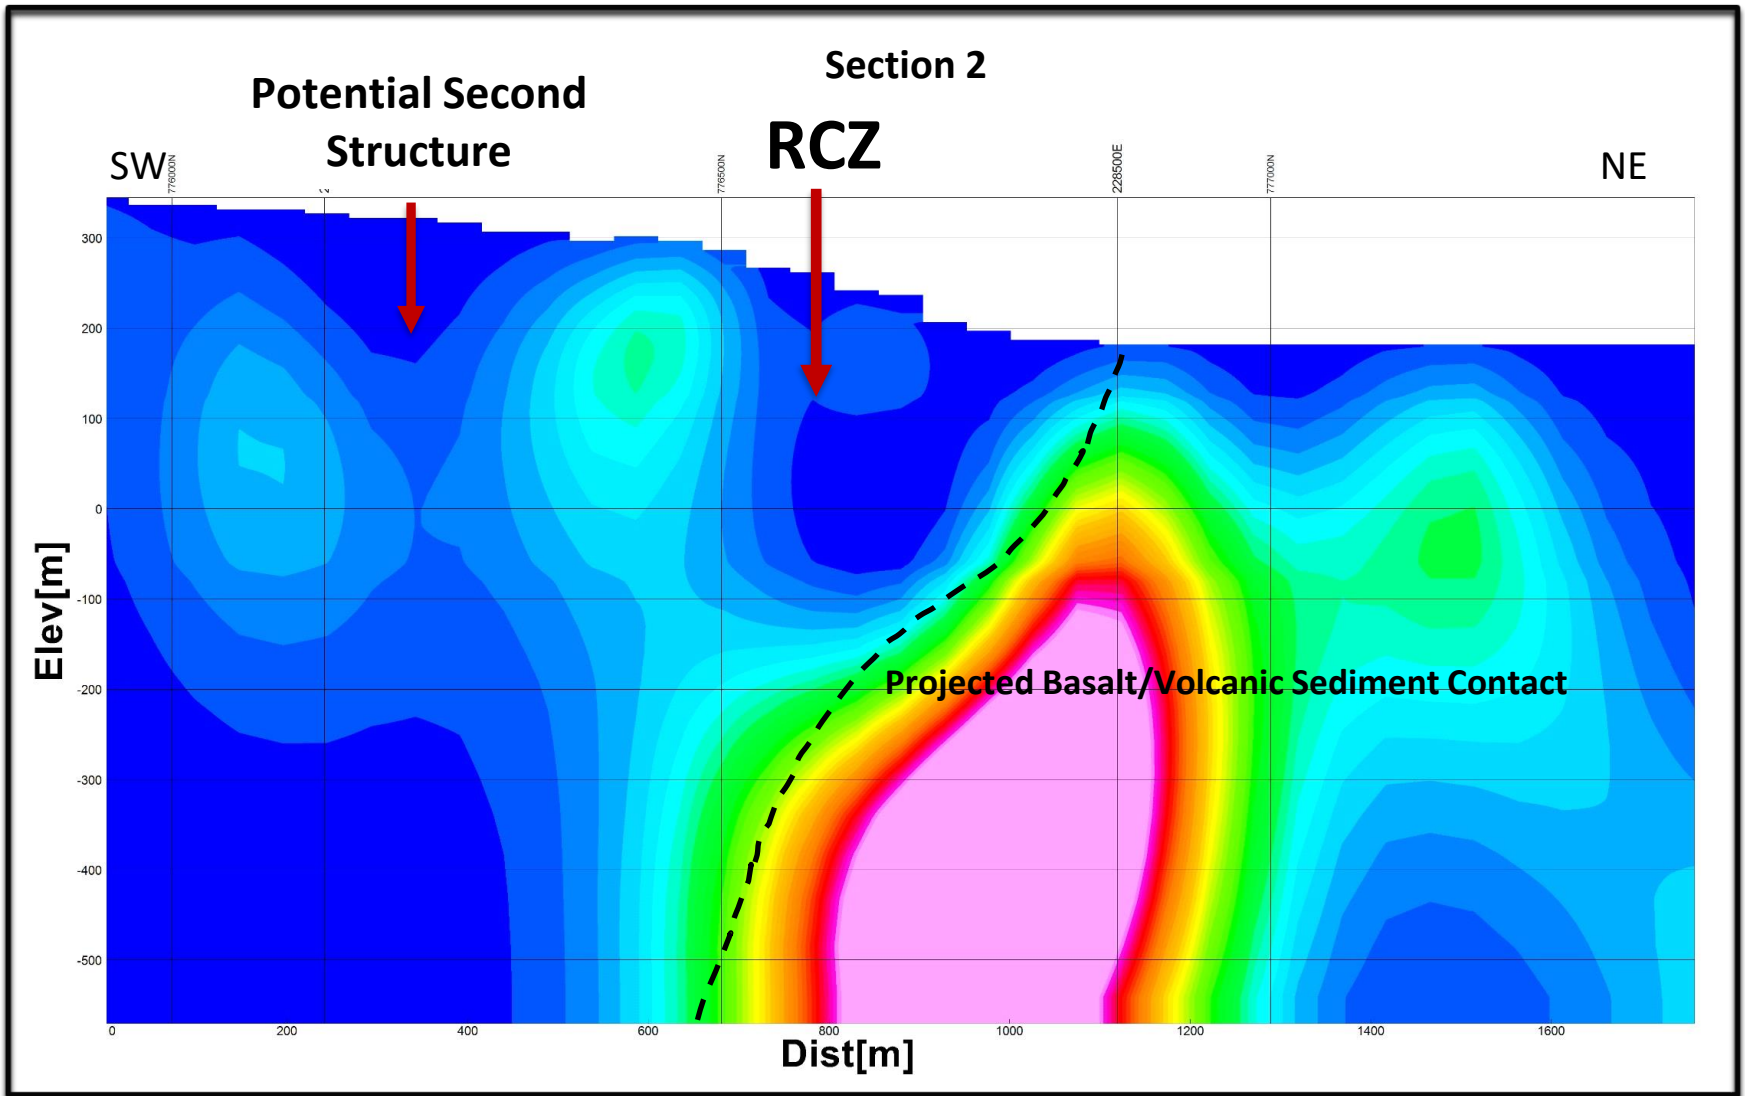 Section 2
Potential Second
Structure
RCZ
SW
NE
776000N
776500N
228500E
777000N
300
200
100
0
-100
-200
-300
-400
-500
Elev[m]
Projected Basalt/Volcanic Sediment Contact
0 200 400 600 800 1000 1200 1400 1600
Dist[m]